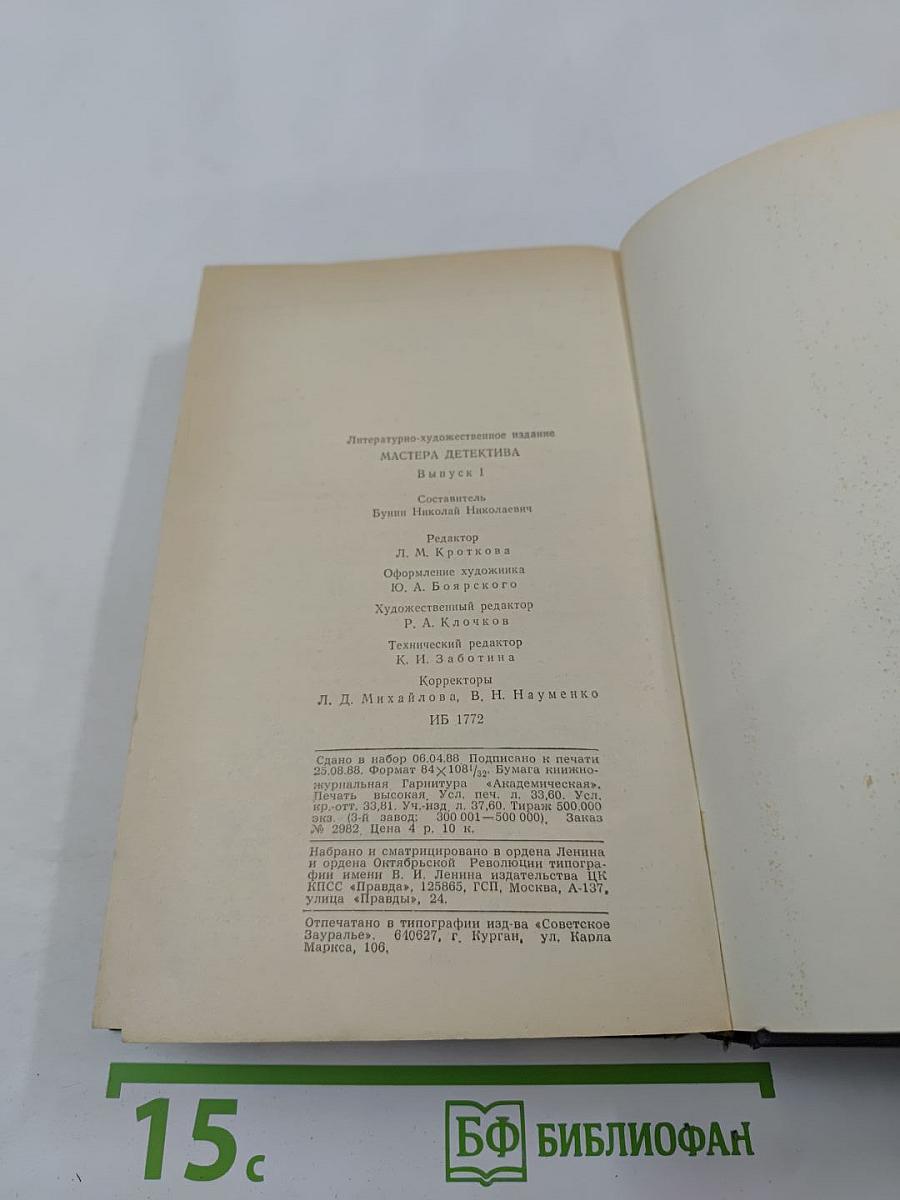 Литературно-художественное издание
МАСТЕРА ДЕТЕКТИВА
Выпуск 1
Составитель
Бунин Николай Николаевич
Редактор
Л. М. Кроткова
Оформление художника
Ю. А. Боярского
Художественный редактор
Р. А. Клочков
Технический редактор
К. И. Заботина
Корректоры
Л. Д. Михайлова, В. Н. Науменко
ИБ 1772
Сдано в набор 06.04.88 Подписано к печати
25.08.88. Формат 84×108¹/₃₂. Бумага книжно-
журнальная Гарнитура «Академическая».
Печать высокая. Усл. печ. л. 33,60. Усл.
кр.-отт. 33,81. Уч.-изд. л. 37,60. Тираж 500.000
экз. (3-й завод: 300 001—500 000). Заказ
№ 2982. Цена 4 р. 10 к.
Набрано и сматрицировано в ордена Ленина
и ордена Октябрьской Революции типогра-
фии имени В. И. Ленина издательства ЦК
КПСС «Правда», 125865, ГСП, Москва, А-137,
улица «Правды», 24.
Отпечатано в типографии изд-ва «Советское
Зауралье». 640627, г. Курган, ул. Карла
Маркса, 106.
15 с
БФ БИБЛИОФАН